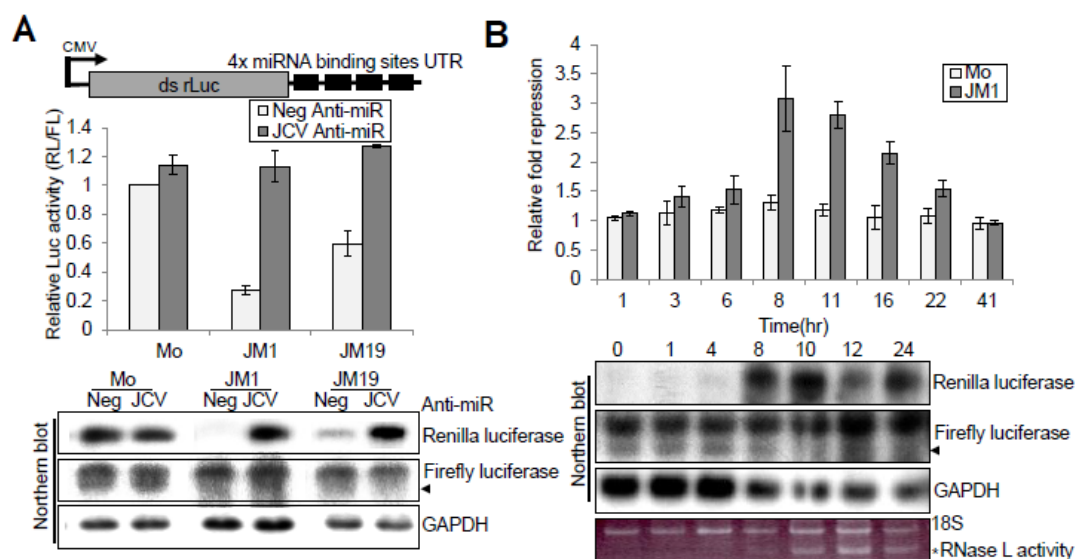 A
CMV
4x miRNA binding sites UTR
ds rLuc
Neg Anti-miR
JCV Anti-miR
Relative Luc activity (RL/FL)
1.4
1.2
1
0.8
0.6
0.4
0.2
0
Mo JM1 JM19
Mo JM1 JM19
Neg JCV Neg JCV Neg JCV Anti-miR
Northern blot
Renilla luciferase
Firefly luciferase
GAPDH
B
Mo
JM1
Relative fold repression
4
3.5
3
2.5
2
1.5
1
0.5
0
1 3 6 8 11 16 22 41
Time(hr)
0 1 4 8 10 12 24
Northern blot
Renilla luciferase
Firefly luciferase
GAPDH
18S
*RNase L activity